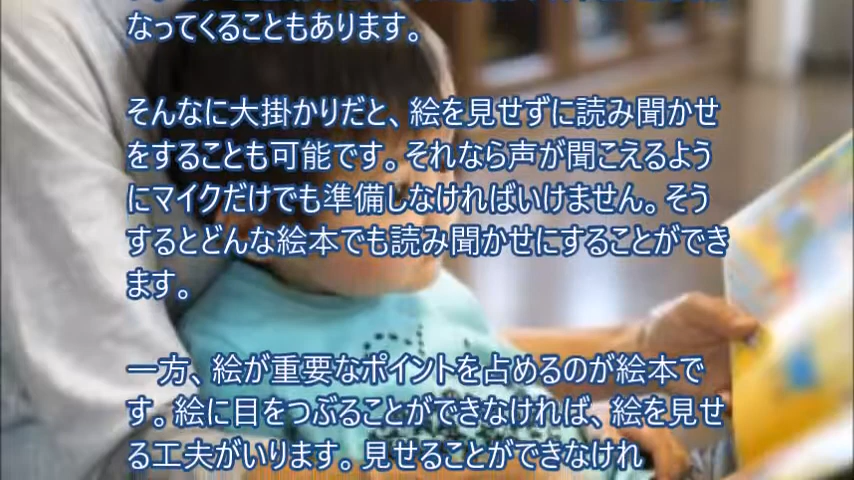 なってくることもあります。
そんなに大掛かりだと、絵を見せずに読み聞かせ
をすることも可能です。それなら声が聞こえるよう
にマイクだけでも準備しなければいけません。そう
するとどんな絵本でも読み聞かせにすることができ
ます。
一方、絵が重要なポイントを占めるのが絵本で
す。絵に目をつぶることができなければ、絵を見せ
る工夫がいります。見せることができなけれ